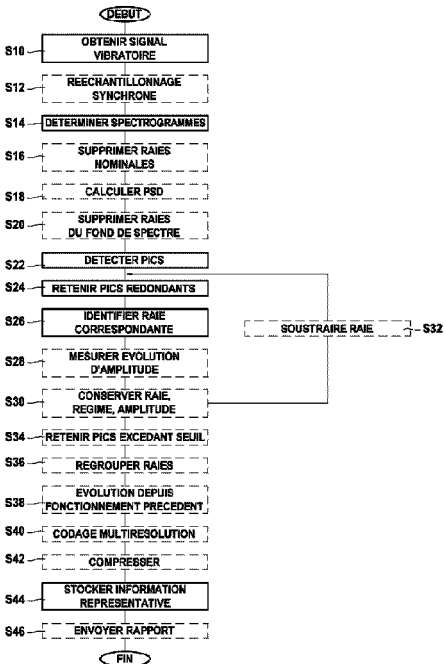 DEBUT
S10
OBTENIR SIGNAL
VIBRATOIRE
S12
REECHANTILLONNAGE
SYNCHRONE
S14
DETERMINER SPECTROGRAMMES
S16
SUPPRIMER RAIES
NOMINALES
S18
CALCULER PSD
S20
SUPPRIMER RAIES
DU FOND DE SPECTRE
S22
DETECTER PICS
S24
RETENIR PICS REDONDANTS
S26
IDENTIFIER RAIE
CORRESPONDANTE
SOUSTRAIRE RAIE
S32
S28
MESURER EVOLUTION
D'AMPLITUDE
S30
CONSERVER RAIE,
REGIME, AMPLITUDE
S34
RETENIR PICS EXCEDANT SEUIL
S36
REGROUPER RAIES
S38
EVOLUTION DEPUIS
FONCTIONNEMENT PRECEDENT
S40
CODAGE MULTIRESOLUTION
S42
COMPRESSER
S44
STOCKER INFORMATION
REPRESENTATIVE
S46
ENVOYER RAPPORT
FIN